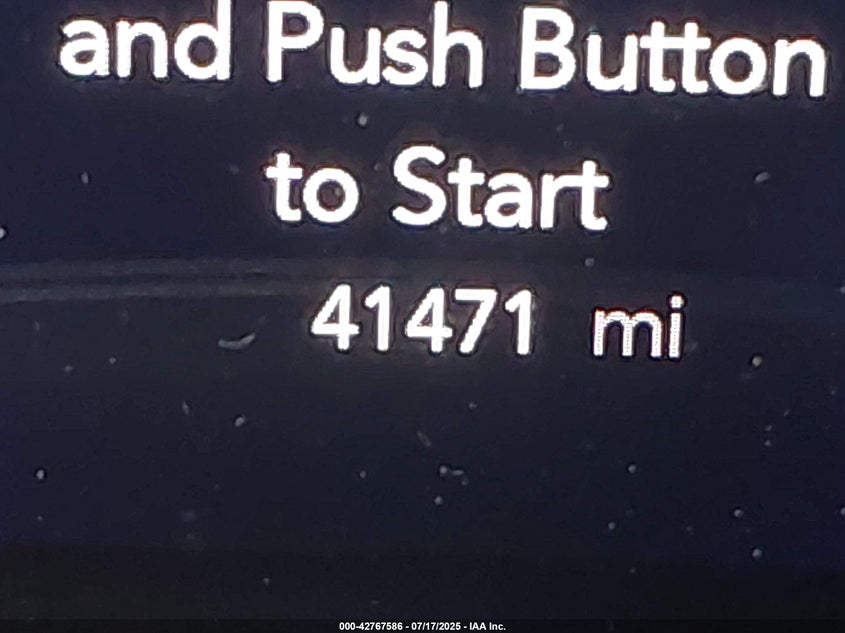 and Push Button
to Start
41471 mi
000-42767586 - 07/17/2025 - IAA Inc.